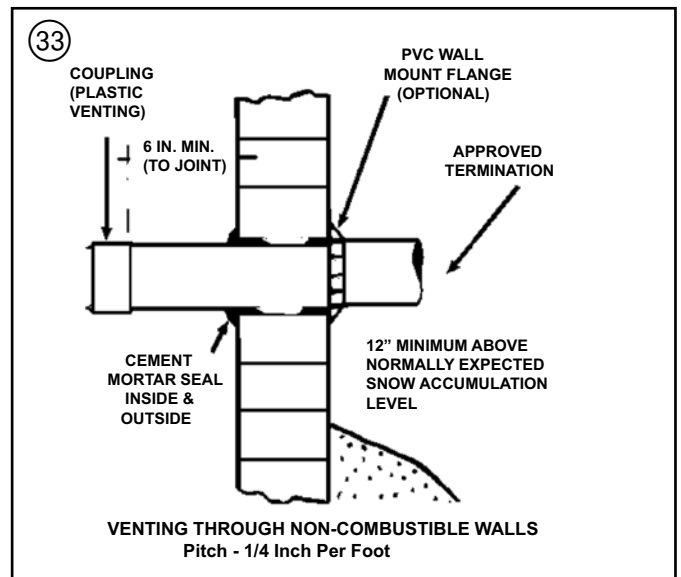 33
COUPLING
(PLASTIC
VENTING)
6 IN. MIN.
(TO JOINT)
PVC WALL
MOUNT FLANGE
(OPTIONAL)
APPROVED
TERMINATION
CEMENT
MORTAR SEAL
INSIDE &
OUTSIDE
12” MINIMUM ABOVE
NORMALLY EXPECTED
SNOW ACCUMULATION
LEVEL
VENTING THROUGH NON-COMBUSTIBLE WALLS
Pitch - 1/4 Inch Per Foot